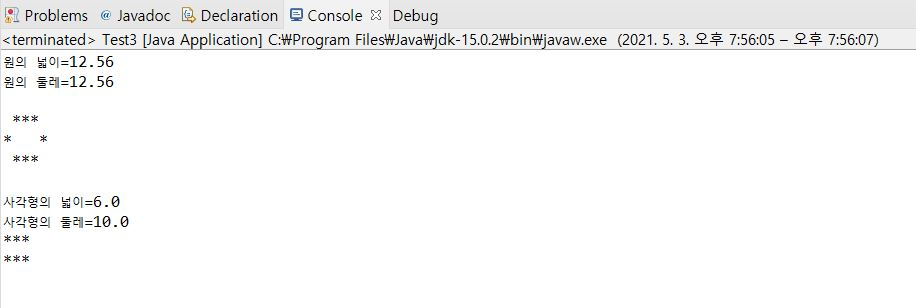 Problems @ Javadoc Declaration Console Debug
<terminated> Test3 [Java Application] C:₩Program Files₩Java₩jdk-15.0.2₩bin₩javaw.exe (2021. 5. 3. 오후 7:56:05 – 오후 7:56:07)
원의 넓이=12.56
원의 둘레=12.56
 ***
*   *
 ***
사각형의 넓이=6.0
사각형의 둘레=10.0
***
***